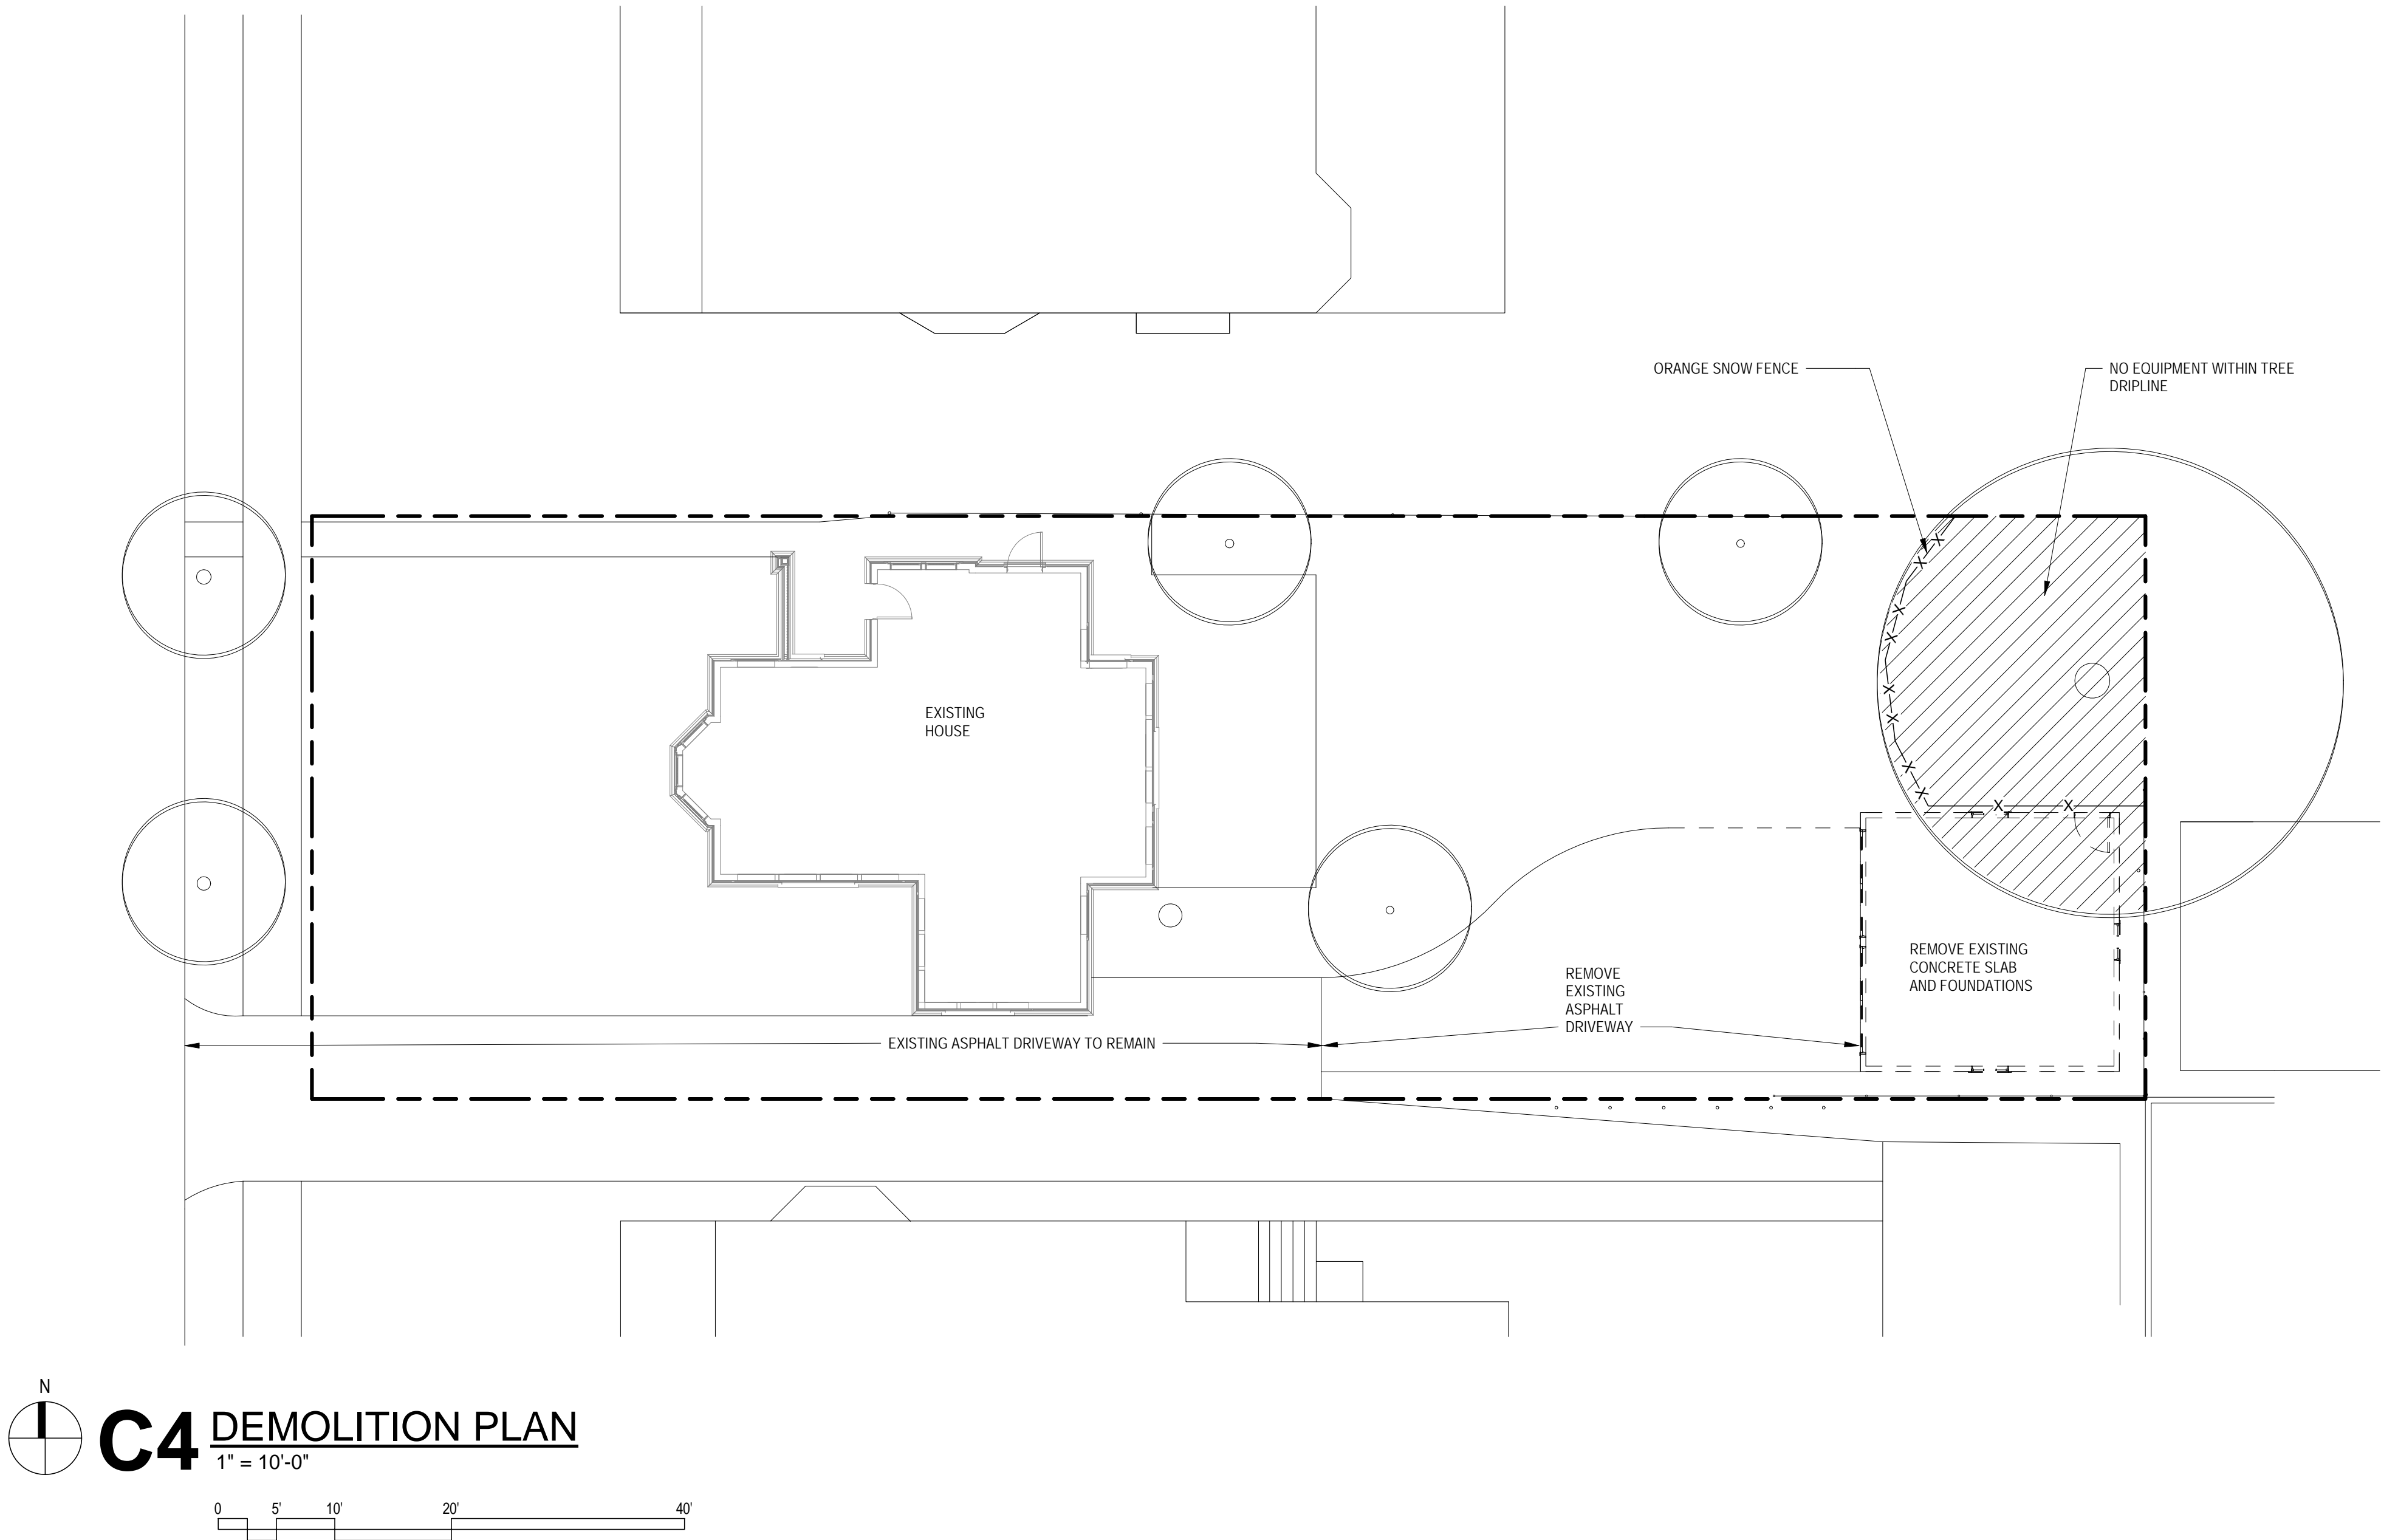 ORANGE SNOW FENCE
NO EQUIPMENT WITHIN TREE
DRIPLINE
EXISTING
HOUSE
REMOVE EXISTING
CONCRETE SLAB
AND FOUNDATIONS
REMOVE
EXISTING
ASPHALT
DRIVEWAY
EXISTING ASPHALT DRIVEWAY TO REMAIN
N
C4 DEMOLITION PLAN
1" = 10'-0"
0 5' 10' 20' 40'